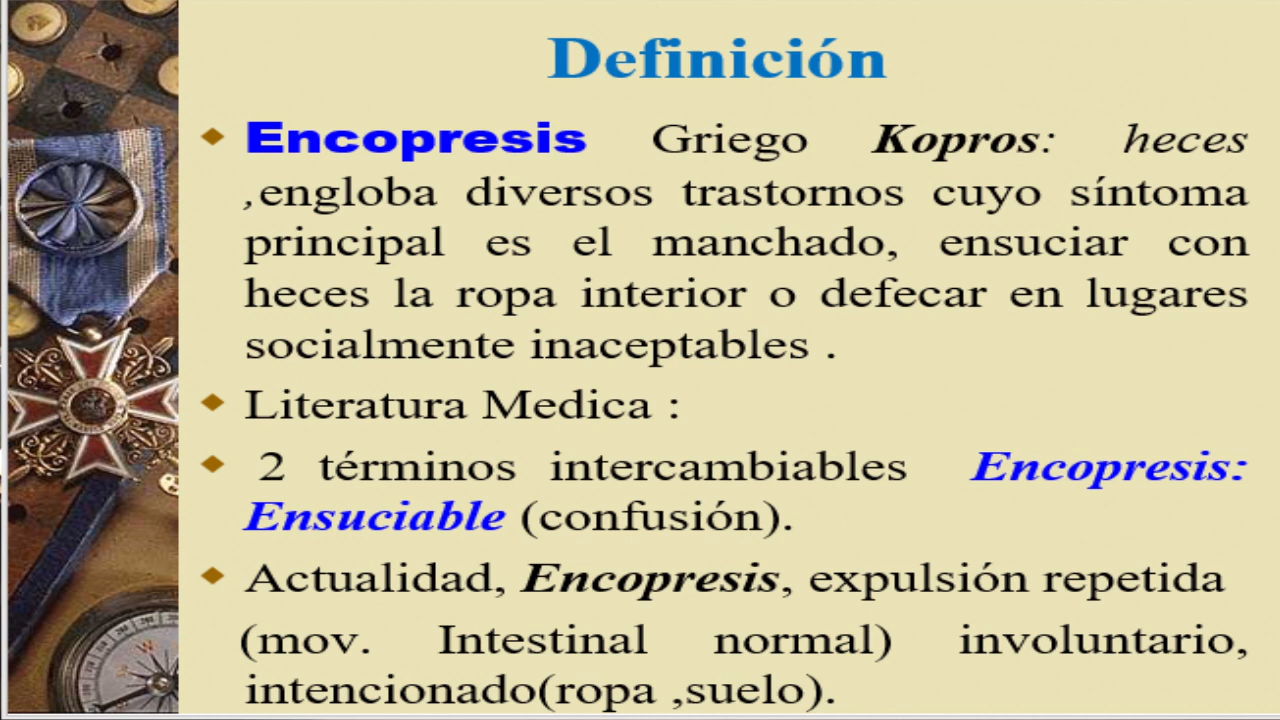 Definición
Encopresis Griego Kopros: heces
,engloba diversos trastornos cuyo síntoma
principal es el manchado, ensuciar con
heces la ropa interior o defecar en lugares
socialmente inaceptables .
Literatura Medica :
2 términos intercambiables Encopresis:
Ensuciable (confusión).
Actualidad, Encopresis, expulsión repetida
(mov. Intestinal normal) involuntario,
intencionado(ropa ,suelo).